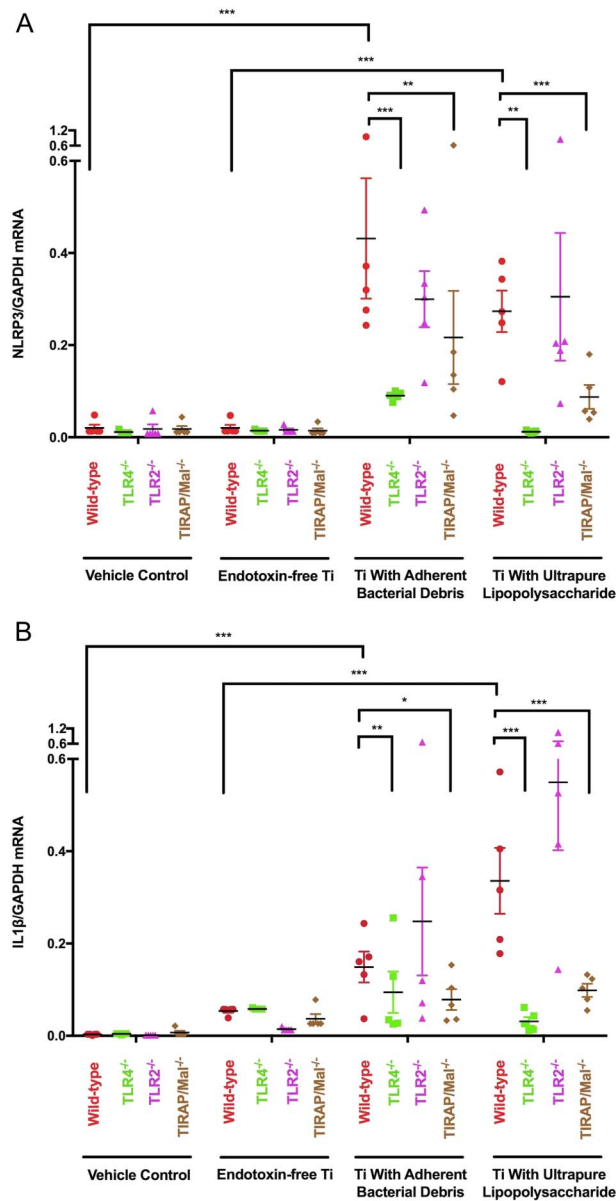 A
***
***
**
***
***
**
1.2
0.6
0.6
0.4
0.2
0.0
NLRP3/GAPDH mRNA
Wild-type
TLR4-/-
TLR2-/-
TIRAP/Mal-/-
Wild-type
TLR4-/-
TLR2-/-
TIRAP/Mal-/-
Wild-type
TLR4-/-
TLR2-/-
TIRAP/Mal-/-
Wild-type
TLR4-/-
TLR2-/-
TIRAP/Mal-/-
Vehicle Control
Endotoxin-free Ti
Ti With Adherent
Bacterial Debris
Ti With Ultrapure
Lipopolysaccharide
B
***
***
*
***
**
***
1.2
0.6
0.6
0.4
0.2
0.0
IL1β/GAPDH mRNA
Wild-type
TLR4-/-
TLR2-/-
TIRAP/Mal-/-
Wild-type
TLR4-/-
TLR2-/-
TIRAP/Mal-/-
Wild-type
TLR4-/-
TLR2-/-
TIRAP/Mal-/-
Wild-type
TLR4-/-
TLR2-/-
TIRAP/Mal-/-
Vehicle Control
Endotoxin-free Ti
Ti With Adherent
Bacterial Debris
Ti With Ultrapure
Lipopolysaccharide